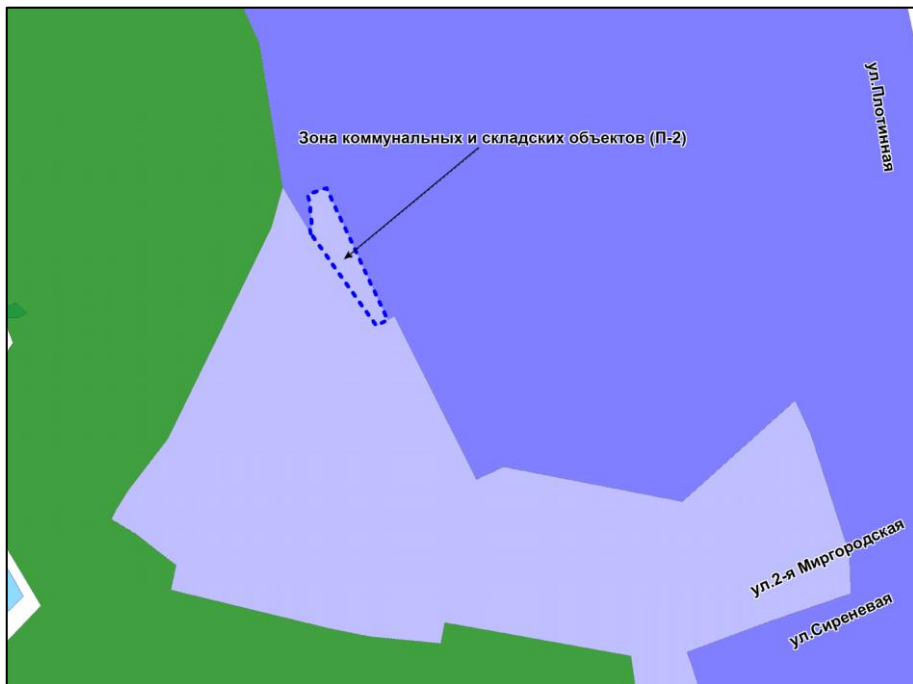 ул.Плотинная
Зона коммунальных и складских объектов (П-2)
ул.2-я Миргородская
ул.Сиреневая